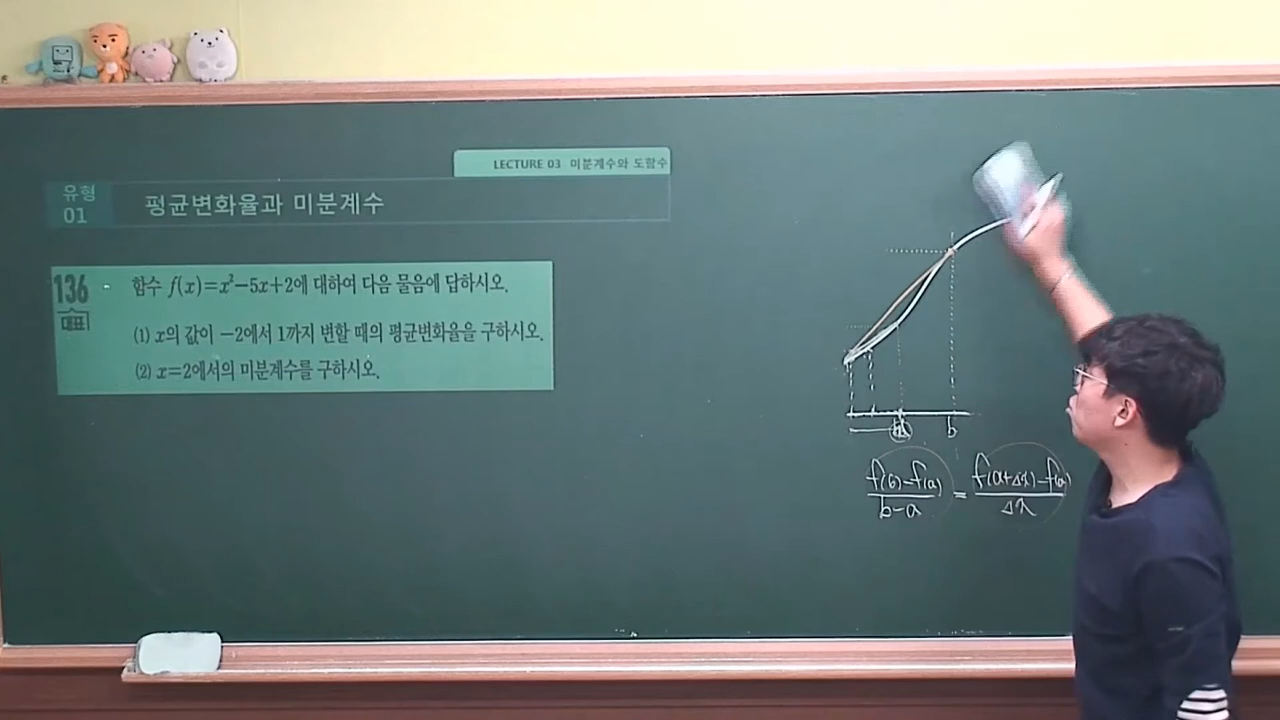 LECTURE 03 미분계수와 도함수
유형
01
평균변화율과 미분계수
136
대표
함수 f(x)=x²−5x+2에 대하여 다음 물음에 답하시오.
(1) x의 값이 −2에서 1까지 변할 때의 평균변화율을 구하시오.
(2) x=2에서의 미분계수를 구하시오.
b
f(b)−f(a)/b−a = f(a+Δx)−f(a)/Δx